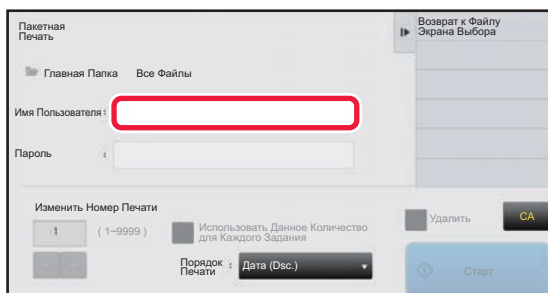 Пакетная
Печать
Возврат к Файлу
Экрана Выбора
Главная Папка Все Файлы
Имя Пользователя :
Пароль :
Изменить Номер Печати
1 ( 1~9999 )
Использовать Данное Количество
для Каждого Задания
Порядок
Печати : Дата (Dsc.)
Удалить
CA
Старт